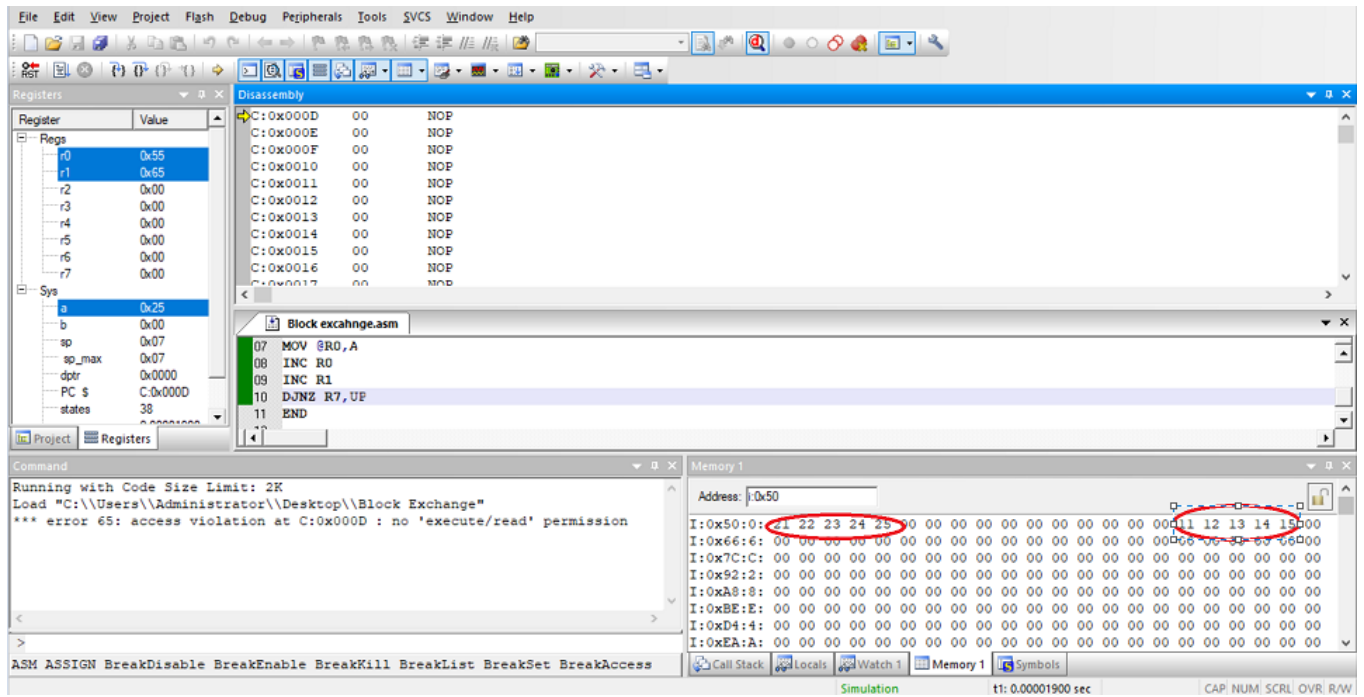 File Edit View Project Flash Debug Peripherals Tools SVCS Window Help
RST
Registers
Register Value
Regs
r0 0x55
r1 0x65
r2 0x00
r3 0x00
r4 0x00
r5 0x00
r6 0x00
r7 0x00
Sys
a 0x25
b 0x00
sp 0x07
sp_max 0x07
dptr 0x0000
PC $ C:0x000D
states 38
Project Registers
Disassembly
C:0x000D 00 NOP
C:0x000E 00 NOP
C:0x000F 00 NOP
C:0x0010 00 NOP
C:0x0011 00 NOP
C:0x0012 00 NOP
C:0x0013 00 NOP
C:0x0014 00 NOP
C:0x0015 00 NOP
C:0x0016 00 NOP
C:0x0017 00 NOP
Block excahnge.asm
07 MOV @R0,A
08 INC R0
09 INC R1
10 DJNZ R7,UP
11 END
Command
Running with Code Size Limit: 2K
Load "C:\\Users\\Administrator\\Desktop\\Block Exchange"
*** error 65: access violation at C:0x000D : no 'execute/read' permission
>
ASM ASSIGN BreakDisable BreakEnable BreakKill BreakList BreakSet BreakAccess
Memory 1
Address: i:0x50
I:0x50:0: 21 22 23 24 25 00 00 00 00 00 00 00 00 00 00 00 11 12 13 14 15 00
I:0x66:6: 00 00 00 00 00 00 00 00 00 00 00 00 00 00 00 00 00 00 00 00 00 00
I:0x7C:C: 00 00 00 00 00 00 00 00 00 00 00 00 00 00 00 00 00 00 00 00 00 00
I:0x92:2: 00 00 00 00 00 00 00 00 00 00 00 00 00 00 00 00 00 00 00 00 00 00
I:0xA8:8: 00 00 00 00 00 00 00 00 00 00 00 00 00 00 00 00 00 00 00 00 00 00
I:0xBE:E: 00 00 00 00 00 00 00 00 00 00 00 00 00 00 00 00 00 00 00 00 00 00
I:0xD4:4: 00 00 00 00 00 00 00 00 00 00 00 00 00 00 00 00 00 00 00 00 00 00
I:0xEA:A: 00 00 00 00 00 00 00 00 00 00 00 00 00 00 00 00 00 00 00 00 00 00
Call Stack Locals Watch 1 Memory 1 Symbols
Simulation t1: 0.00001900 sec CAP NUM SCRL OVR R/W